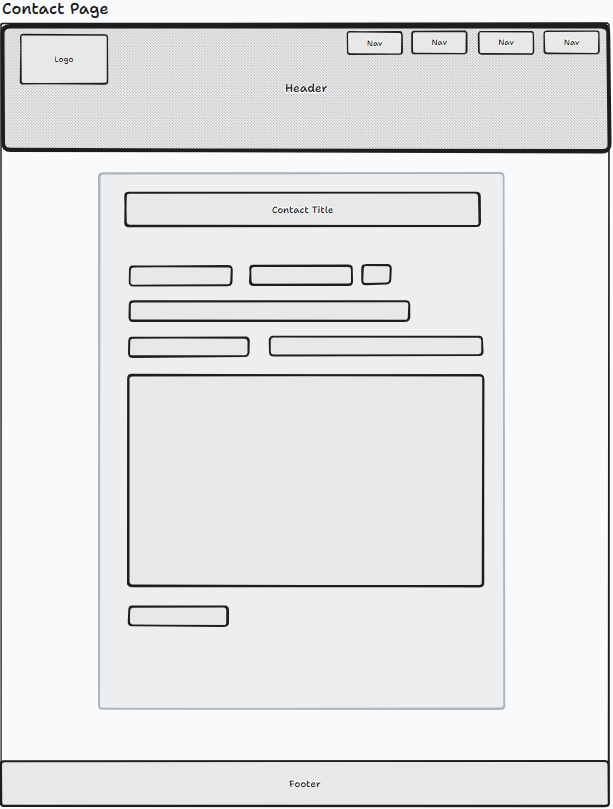 Contact Page
Logo
Nav
Nav
Nav
Nav
Header
Contact Title
Footer